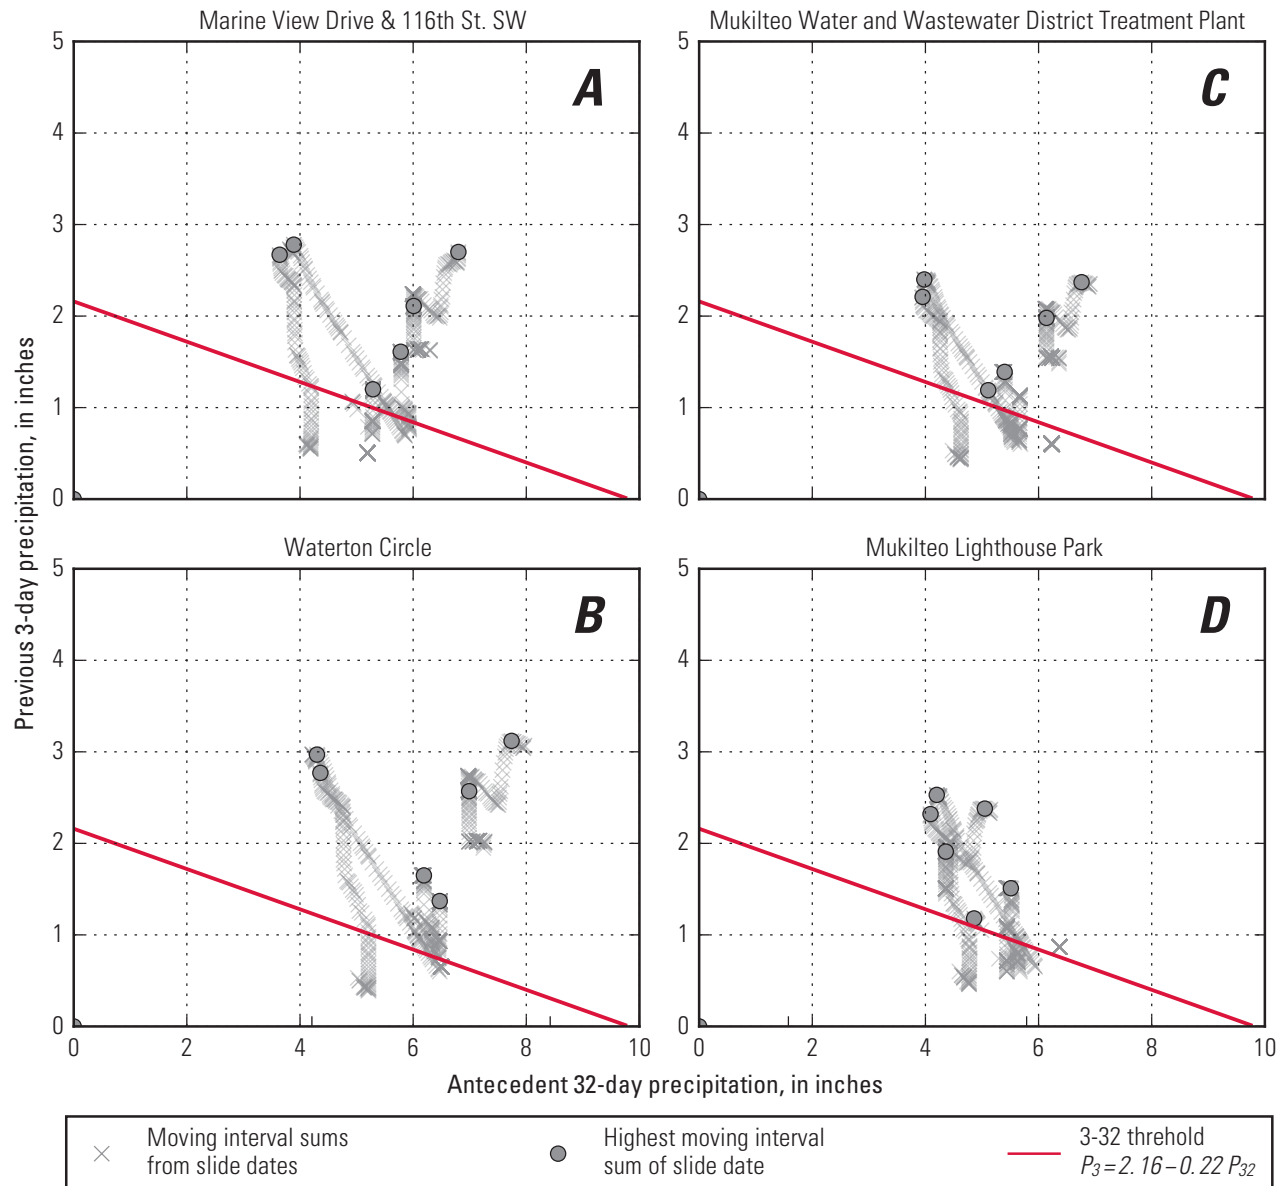 Marine View Drive & 116th St. SW
Mukilteo Water and Wastewater District Treatment Plant
5
4
3
2
1
0
A
5
4
3
2
1
0
C
Waterton Circle
Mukilteo Lighthouse Park
5
4
3
2
1
0
B
0 2 4 6 8 10
5
4
3
2
1
0
D
0 2 4 6 8 10
Previous 3-day precipitation, in inches
Antecedent 32-day precipitation, in inches
Moving interval sums
from slide dates
Highest moving interval
sum of slide date
3-32 threhold
P3=2.16–0.22 P32